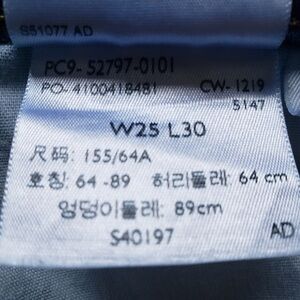 S51077 AD
PC9- 52797-0101
PO- 4100418481 CW-1219
5147
W25 L30
尺码: 155/64A
호칭: 64 -89 허리둘레: 64 cm
엉덩이둘레: 89cm
S40197 AD